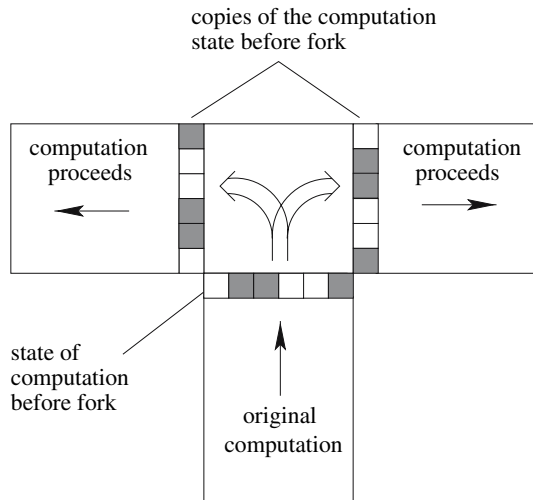 copies of the computation
state before fork
computation
proceeds
computation
proceeds
state of
computation
before fork
original
computation